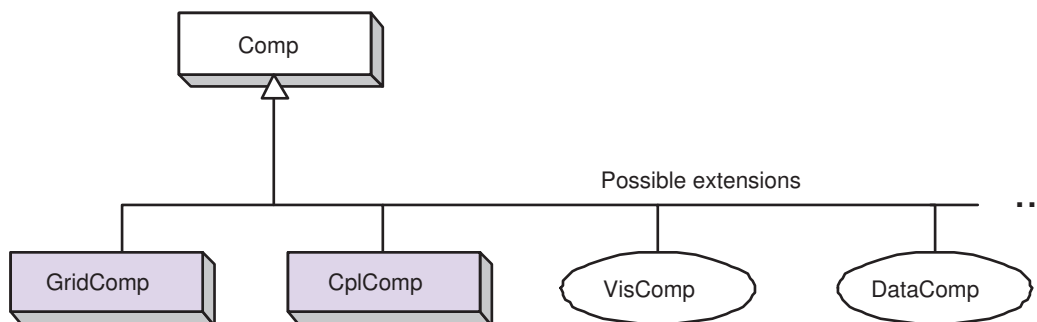 Comp
Possible extensions
..
GridComp
CplComp
VisComp
DataComp